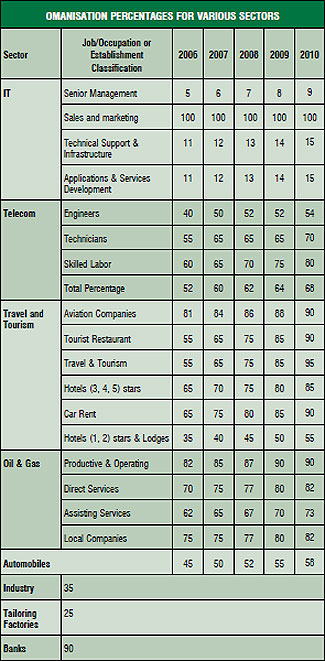 OMANISATION PERCENTAGES FOR VARIOUS SECTORS
Sector Job/Occupation or Establishment Classification 2006 2007 2008 2009 2010
IT Senior Management 5 6 7 8 9
Sales and marketing 100 100 100 100 100
Technical Support & Infrastructure 11 12 13 14 15
Applications & Services Development 11 12 13 14 15
Telecom Engineers 40 50 52 52 54
Technicians 55 65 65 65 70
Skilled Labor 60 65 70 75 80
Total Percentage 52 60 62 64 68
Travel and Tourism Aviation Companies 81 84 86 88 90
Tourist Restaurant 55 65 75 85 90
Travel & Tourism 55 65 75 85 95
Hotels (3, 4, 5) stars 65 70 75 80 85
Car Rent 65 75 80 85 90
Hotels (1, 2) stars & Lodges 35 40 45 50 55
Oil & Gas Productive & Operating 82 85 87 90 90
Direct Services 70 75 77 80 82
Assisting Services 62 65 67 70 73
Local Companies 75 75 77 80 82
Automobiles 45 50 52 55 58
Industry 35
Tailoring Factories 25
Banks 90